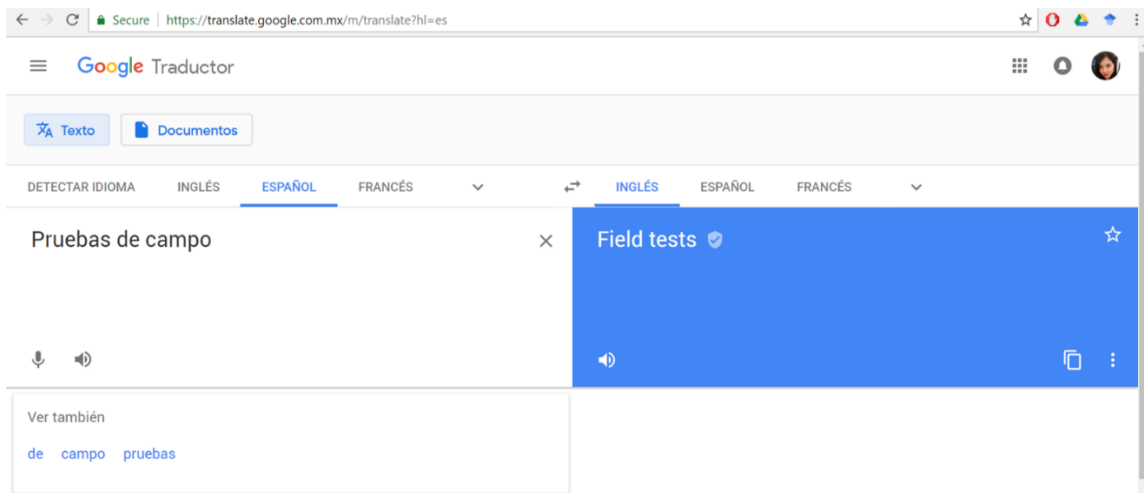 Secure https://translate.google.com.mx/m/translate?hl=es
Google Traductor
Texto Documentos
DETECTAR IDIOMA INGLÉS ESPAÑOL FRANCÉS INGLÉS ESPAÑOL FRANCÉS
Pruebas de campo Field tests
Ver también
de campo pruebas